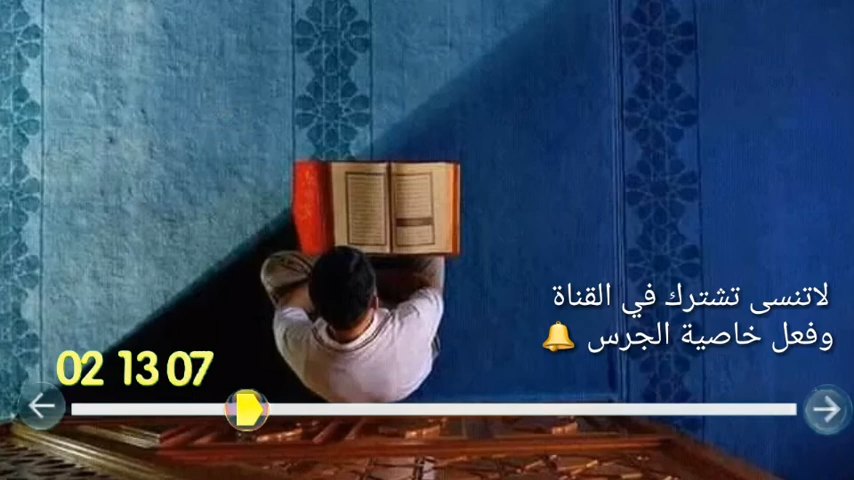 لاتنسى تشترك في القناة
وفعل خاصية الجرس 🔔
02 13 07